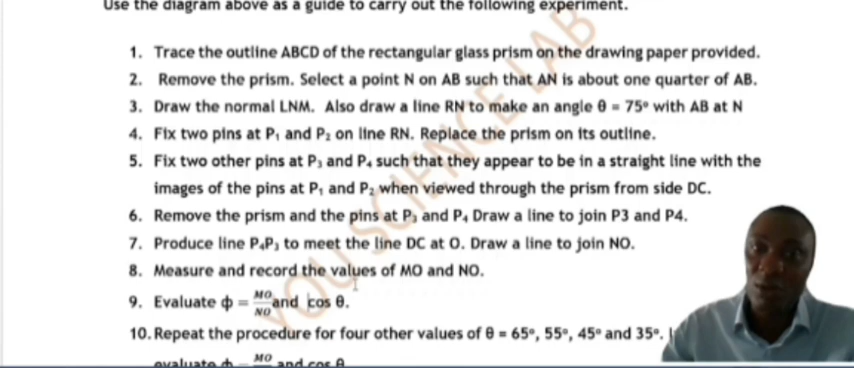 Use the diagram above as a guide to carry out the following experiment.
1. Trace the outline ABCD of the rectangular glass prism on the drawing paper provided.
2. Remove the prism. Select a point N on AB such that AN is about one quarter of AB.
3. Draw the normal LNM. Also draw a line RN to make an angle θ = 75° with AB at N
4. Fix two pins at P₁ and P₂ on line RN. Replace the prism on its outline.
5. Fix two other pins at P₃ and P₄ such that they appear to be in a straight line with the
images of the pins at P₁ and P₂ when viewed through the prism from side DC.
6. Remove the prism and the pins at P₃ and P₄ Draw a line to join P3 and P4.
7. Produce line P₄P₃ to meet the line DC at O. Draw a line to join NO.
8. Measure and record the values of MO and NO.
9. Evaluate ф = MO/NO and cos θ.
10. Repeat the procedure for four other values of θ = 65°, 55°, 45° and 35°.
evaluate ф = MO and cos θ
YOU SCIENCE LAB